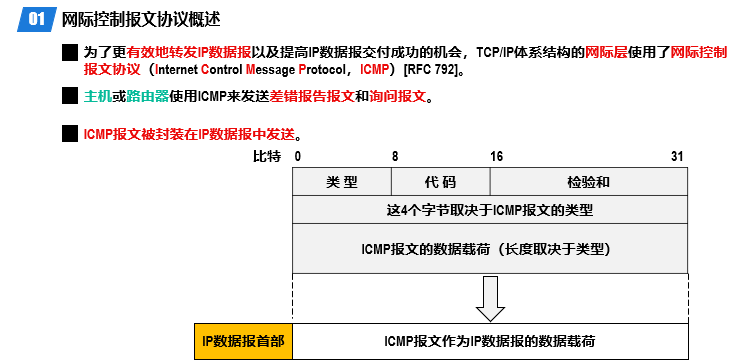 01 网际控制报文协议概述
为了更有效地转发IP数据报以及提高IP数据报交付成功的机会，TCP/IP体系结构的网际层使用了网际控制
报文协议（Internet Control Message Protocol，ICMP）[RFC 792]。
主机或路由器使用ICMP来发送差错报告报文和询问报文。
ICMP报文被封装在IP数据报中发送。
比特 0 8 16 31
类 型 代 码 检验和
这4个字节取决于ICMP报文的类型
ICMP报文的数据载荷（长度取决于类型）
IP数据报首部 ICMP报文作为IP数据报的数据载荷